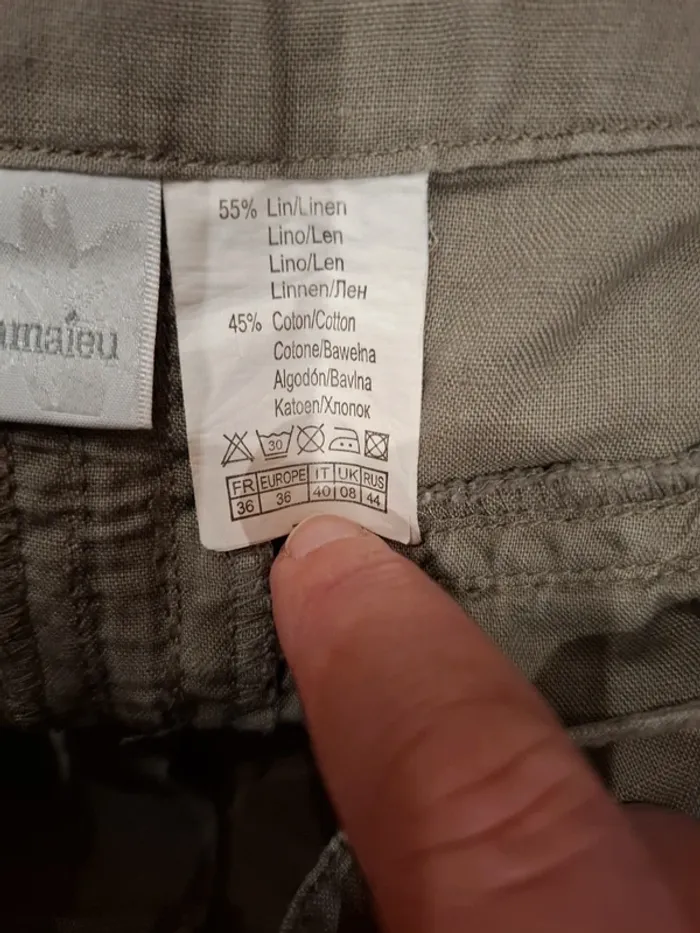 amaïeu
55% Lin/Linen
Lino/Len
Lino/Len
Linnen/Лен
45% Coton/Cotton
Cotone/Bawełna
Algodón/Bavlna
Katoen/Хлопок
30
FR EUROPE IT UK RUS
36 36 40 08 44